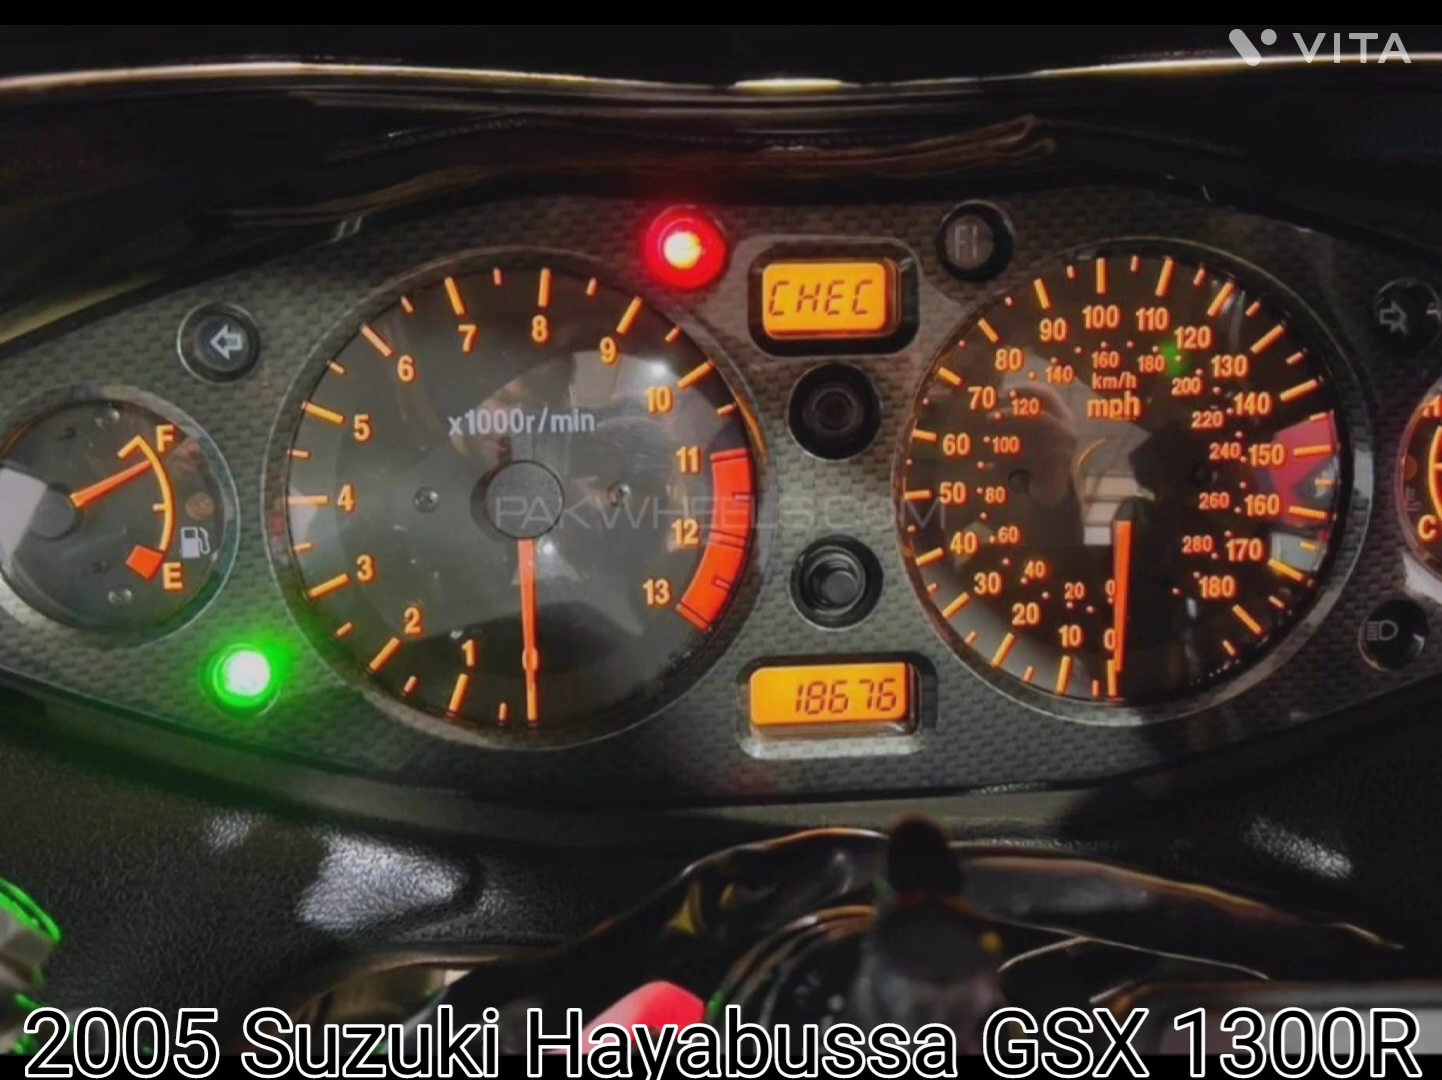 VITA
FI
CHEC
7
8
9
6
10
5
x1000r/min
11
4
12
3
13
2
1
0
F
E
90 100 110
80 120
160 180
140 130
km/h
70 200
mph
120 140
220
60 100 240 150
50 80 260 160
40 60 280 170
30 40 180
20 20 0
10 0
H
C
PAKWHEELS.COM
18676
2005 Suzuki Hayabussa GSX 1300R